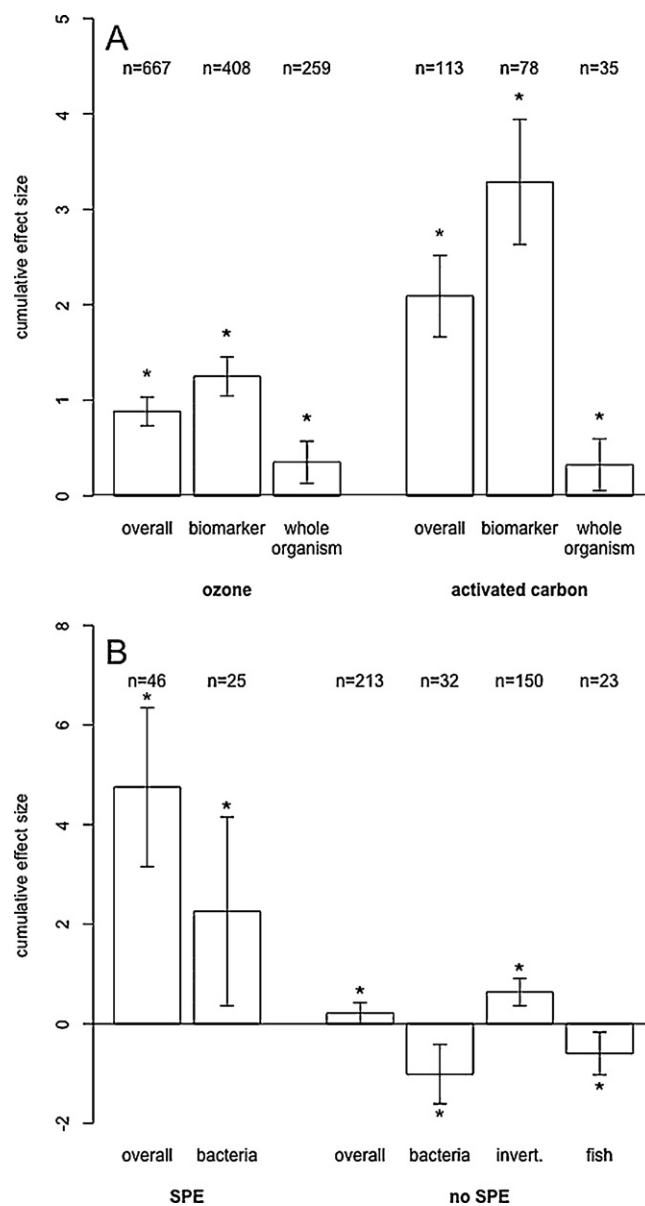 A
n=667 n=408 n=259 n=113 n=78 n=35
* * * * * *
cumulative effect size
5
4
3
2
1
0
overall biomarker whole organism overall biomarker whole organism
ozone activated carbon
B
n=46 n=25 n=213 n=32 n=150 n=23
* * * * * *
cumulative effect size
8
6
4
2
0
-2
overall bacteria overall bacteria invert. fish
SPE no SPE